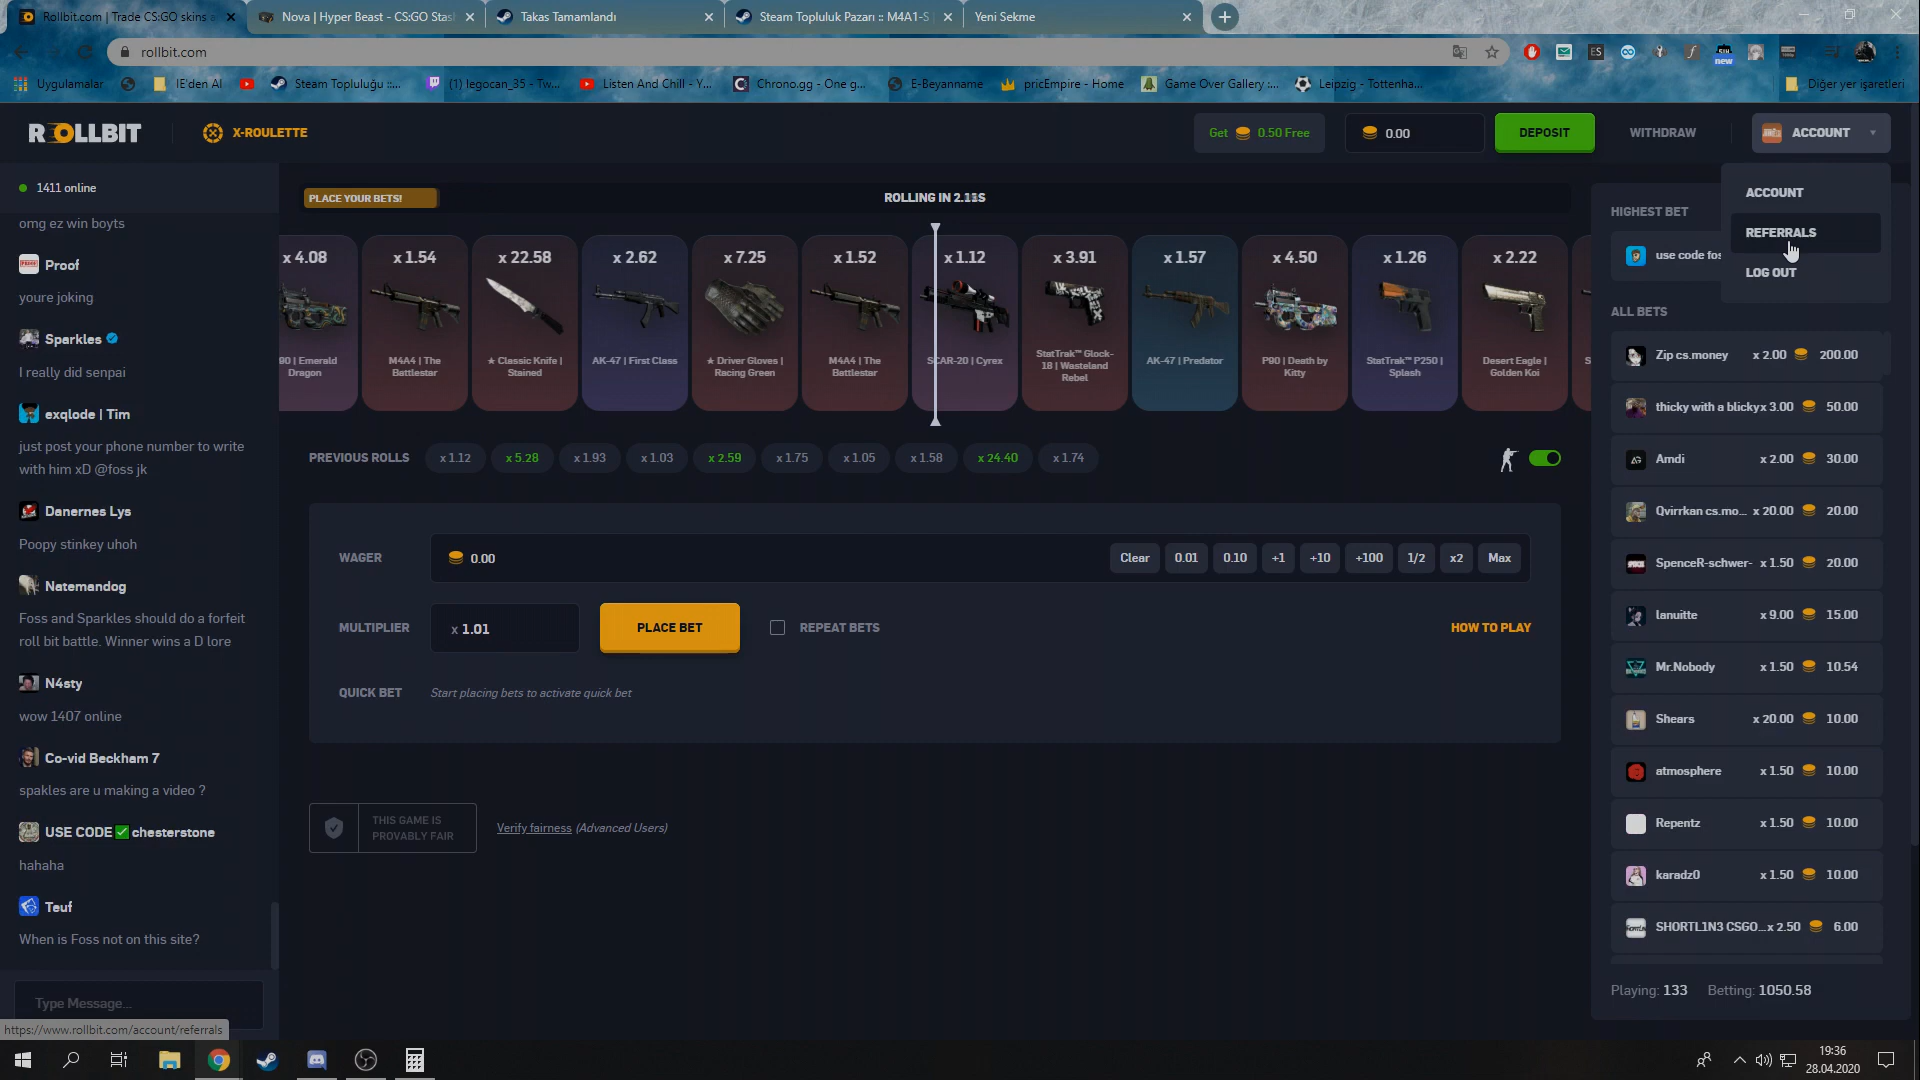 Rollbit.com | Trade CS:GO skins a
Nova | Hyper Beast - CS:GO Stash
Takas Tamamlandı
Steam Topluluk Pazarı :: M4A1-S |
Yeni Sekme
rollbit.com
Uygulamalar
IE'den Al
Steam Topluluğu ::...
(1) legocan_35 - Tw...
Listen And Chill - Y...
Chrono.gg - One g...
E-Beyanname
pricEmpire - Home
Game Over Gallery ::...
Leipzig - Tottenha...
Diğer yer işaretleri
ROLLBIT
X-ROULETTE
Get 0.50 Free
0.00
DEPOSIT
WITHDRAW
ACCOUNT
ACCOUNT
REFERRALS
LOG OUT
1411 online
omg ez win boyts
Proof
youre joking
Sparkles
I really did senpai
exqlode | Tim
just post your phone number to write
with him xD @foss jk
Danernes Lys
Poopy stinkey uhoh
Natemandog
Foss and Sparkles should do a forfeit
roll bit battle. Winner wins a D lore
N4sty
wow 1407 online
Co-vid Beckham 7
spakles are u making a video ?
USE CODE ✅ chesterstone
hahaha
Teuf
When is Foss not on this site?
Type Message...
https://www.rollbit.com/account/referrals
PLACE YOUR BETS!
ROLLING IN
x 4.08
90 | Emerald
Dragon
x 1.54
M4A4 | The
Battlestar
x 22.58
★ Classic Knife |
Stained
x 2.62
AK-47 | First Class
x 7.25
★ Driver Gloves |
Racing Green
x 1.52
M4A4 | The
Battlestar
x 1.12
SCAR-20 | Cyrex
x 3.91
StatTrak™ Glock-
18 | Wasteland
Rebel
x 1.57
AK-47 | Predator
x 4.50
P90 | Death by
Kitty
x 1.26
StatTrak™ P250 |
Splash
x 2.22
Desert Eagle |
Golden Koi
PREVIOUS ROLLS
x 1.12
x 5.28
x 1.93
x 1.03
x 2.59
x 1.75
x 1.05
x 1.58
x 24.40
x 1.74
WAGER
0.00
Clear
0.01
0.10
+1
+10
+100
1/2
x2
Max
MULTIPLIER
x 1.01
PLACE BET
REPEAT BETS
HOW TO PLAY
QUICK BET
Start placing bets to activate quick bet
THIS GAME IS
PROVABLY FAIR
Verify fairness (Advanced Users)
HIGHEST BET
use code fos
ALL BETS
Zip cs.money x 2.00 200.00
thicky with a blicky x 3.00 50.00
Amdi x 2.00 30.00
Qvirrkan cs.mo... x 20.00 20.00
SpenceR-schwer- x 1.50 20.00
lanuitte x 9.00 15.00
Mr.Nobody x 1.50 10.54
Shears x 20.00 10.00
atmosphere x 1.50 10.00
Repentz x 1.50 10.00
karadz0 x 1.50 10.00
SHORTL1N3 CSGO... x 2.50 6.00
Playing: 133 Betting: 1050.58
19:36
28.04.2020